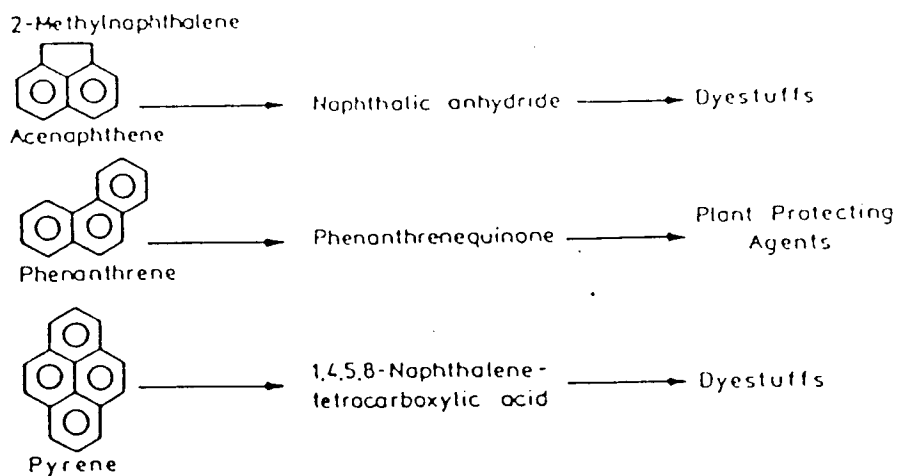 2-Methylnaphthalene
Acenaphthene
Naphthalic anhydride
Dyestuffs
Phenanthrene
Phenanthrenequinone
Plant Protecting
Agents
Pyrene
1,4,5,8-Naphthalene-
tetracarboxylic acid
Dyestuffs